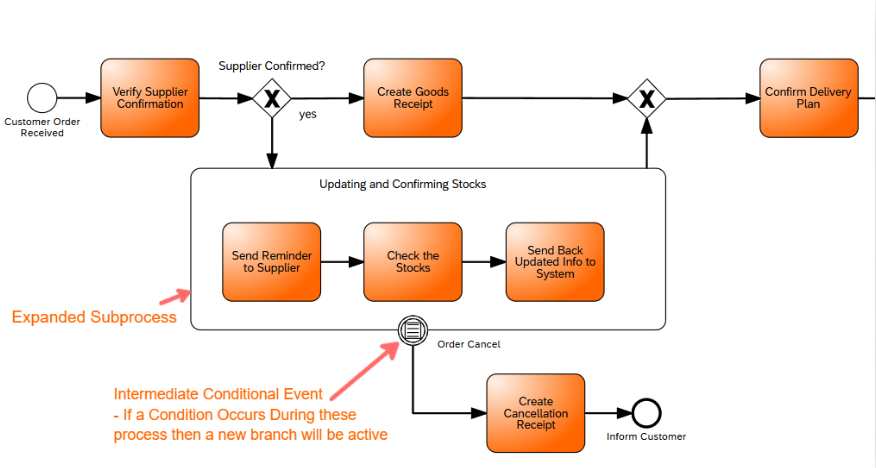 Supplier Confirmed?
Verify Supplier
Confirmation
Create Goods
Receipt
Confirm Delivery
Plan
X
X
yes
Customer Order
Received
Updating and Confirming Stocks
Send Reminder
to Supplier
Check the
Stocks
Send Back
Updated Info to
System
Expanded Subprocess
Order Cancel
Intermediate Conditional Event
- If a Condition Occurs During these
process then a new branch will be active
Create
Cancellation
Receipt
Inform Customer